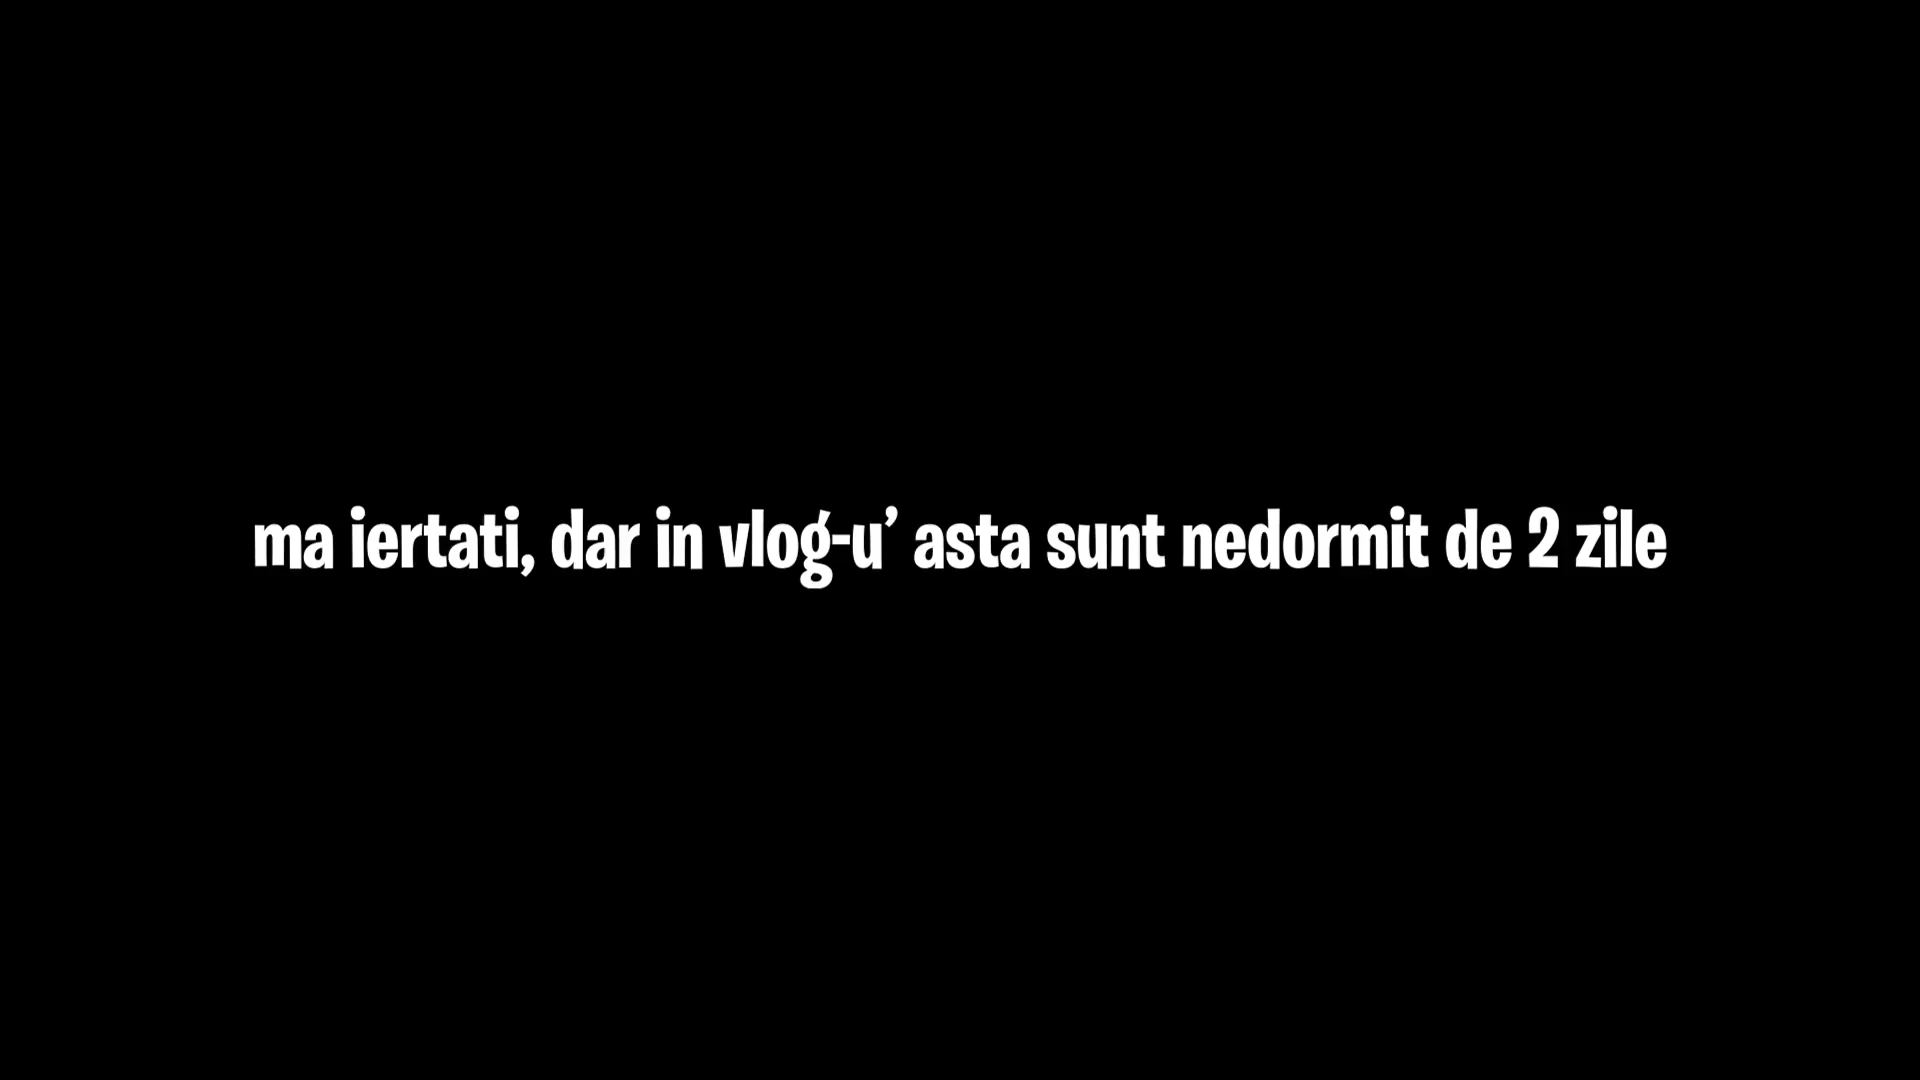 ma iertati, dar in vlog-u’ asta sunt nedormit de 2 zile